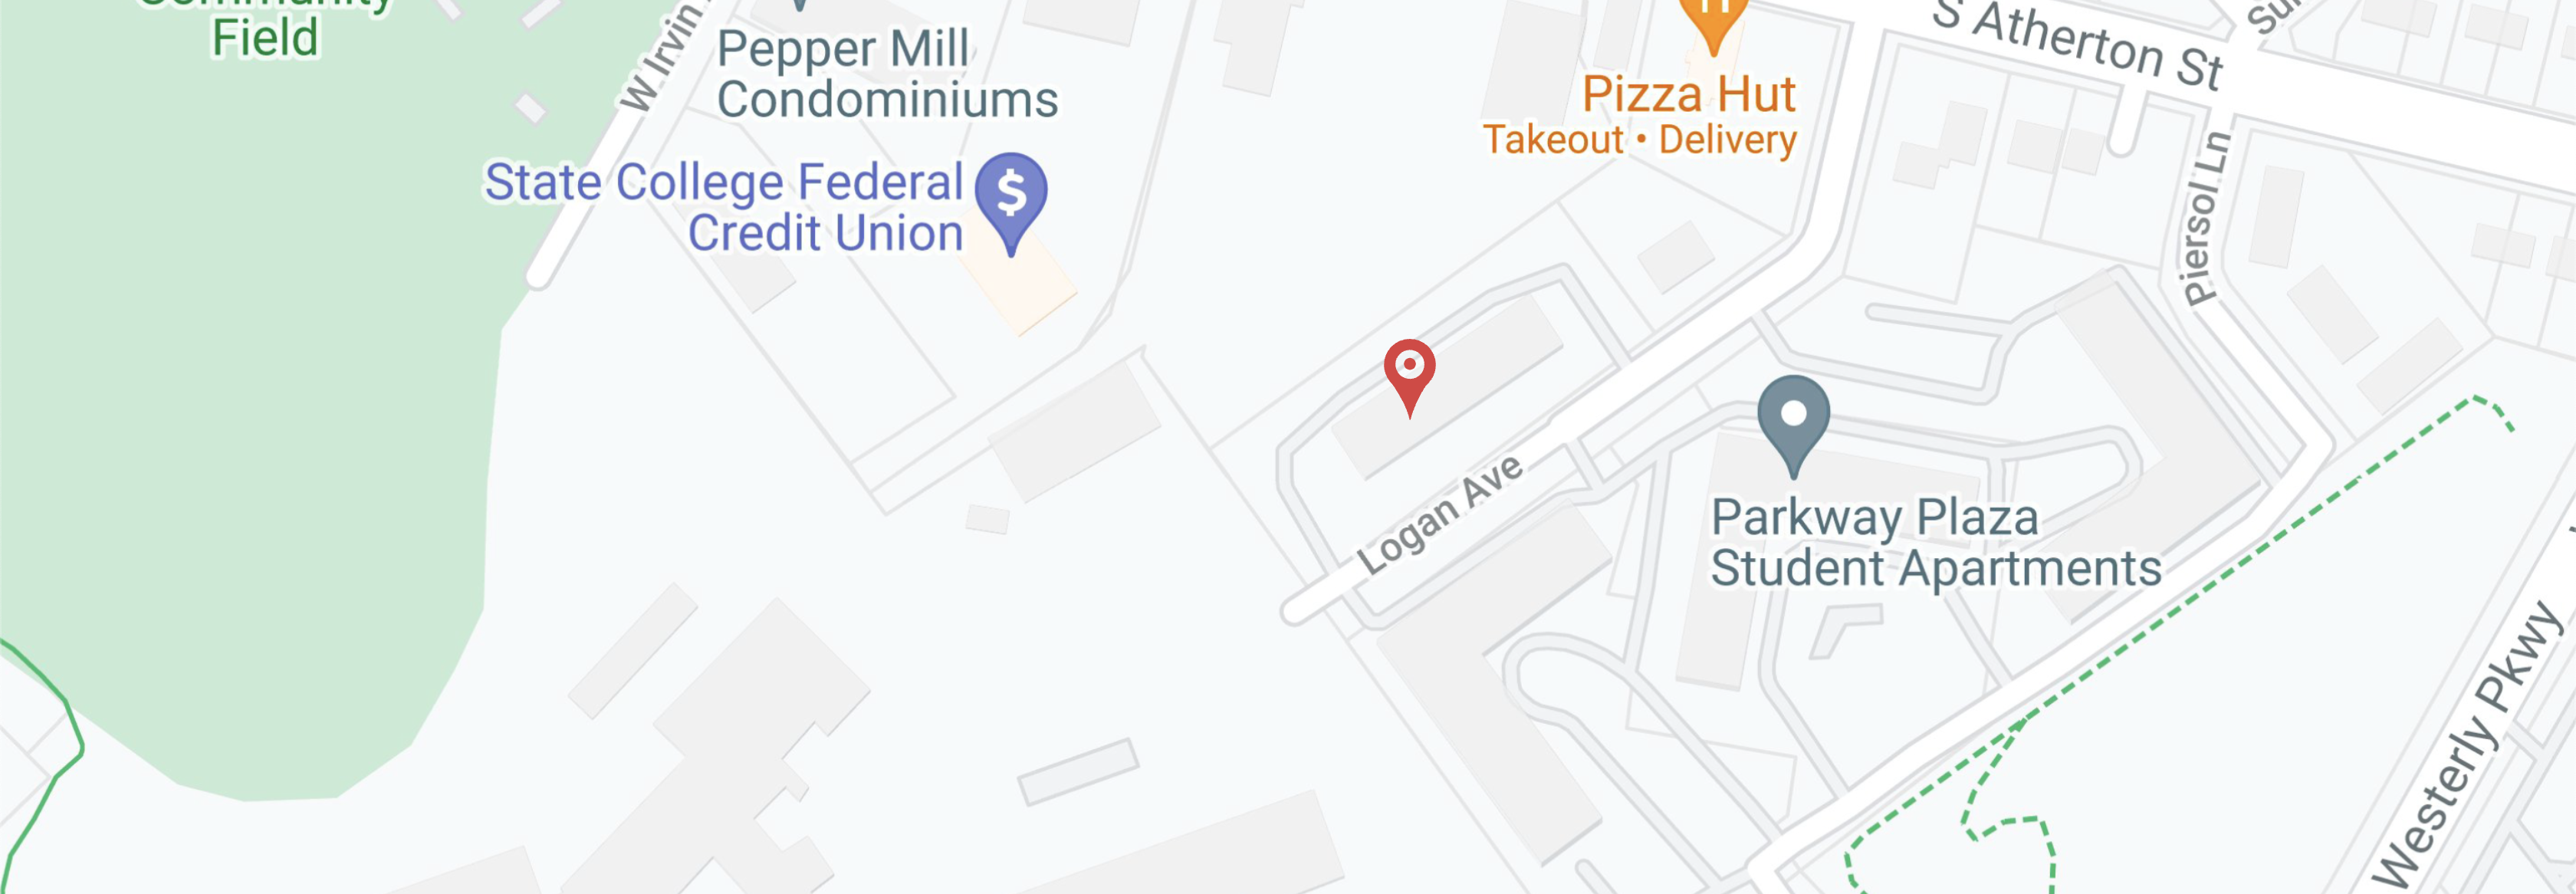 Field
W Irvin
Pepper Mill
Condominiums
State College Federal
Credit Union
$
Pizza Hut
Takeout • Delivery
S Atherton St
Piersol Ln
Logan Ave
Parkway Plaza
Student Apartments
Westerly Pkwy